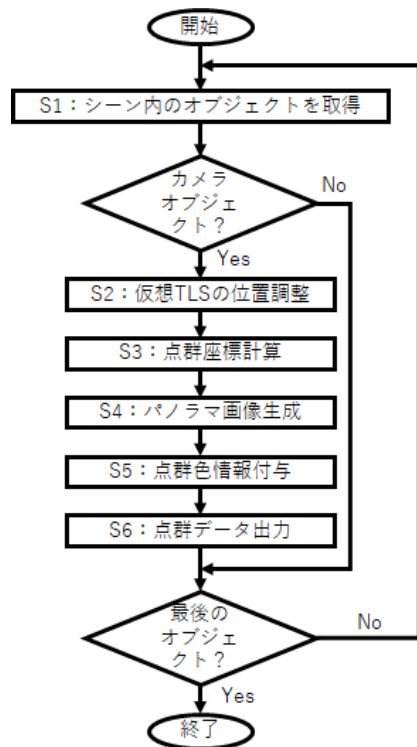 開始
S1：シーン内のオブジェクトを取得
カメラ
オブジェ
クト？
No
Yes
S2：仮想TLSの位置調整
S3：点群座標計算
S4：パノラマ画像生成
S5：点群色情報付与
S6：点群データ出力
最後の
オブジェ
クト？
No
Yes
終了